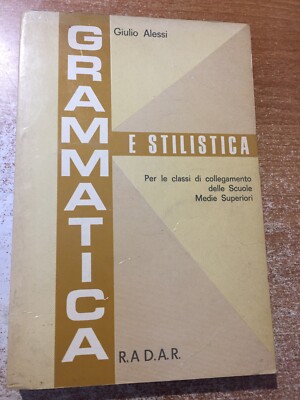 Giulio Alessi
GRAMMATICA
E STILISTICA
Per le classi di collegamento
delle Scuole
Medie Superiori
R.A D.A.R.